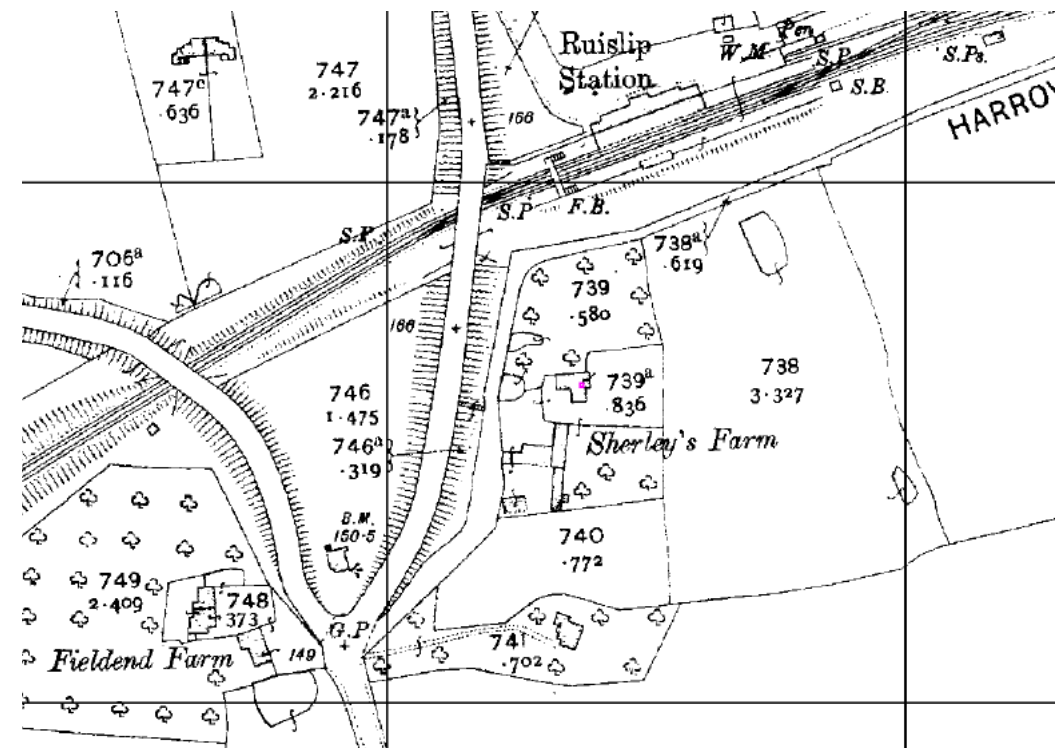 Ruislip
Station
Pen
W.M
S.P
S.Ps.
S.B.
HARROW
747ᶜ
·636
747
2·216
747ª
·178
166
S.P.
S.P
F.B.
706ª
·116
738ª
·619
739
·580
166
738
3·327
746
1·475
739ª
·836
Sherley's Farm
746ª
·319
B.M.
150·5
740
·772
749
2·409
748
373
G.P
741
·702
Fieldend Farm
149